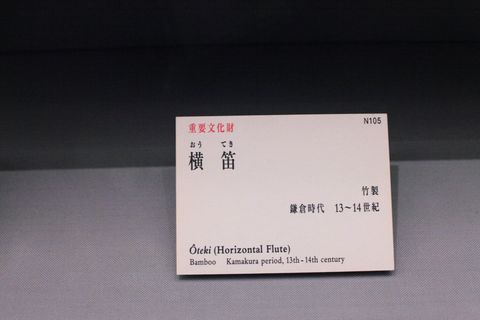 重要文化財 N105
おう てき
横 笛
竹製
鎌倉時代 13〜14世紀
Ôteki (Horizontal Flute)
Bamboo Kamakura period, 13th-14th century